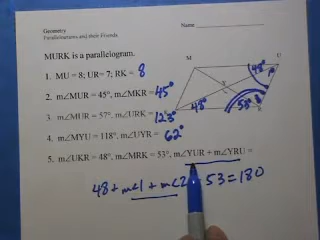 Geometry
Name
Parallelograms and their Friends
MURK is a parallelogram.
1. MU = 8; UR= 7; RK = 8
2. m∠MUR = 45°, m∠MKR = 45°
3. m∠MUR = 57°, m∠URK = 123°
4. m∠MYU = 118°, m∠UYR = 62°
5. m∠UKR = 48°, m∠MRK = 53°, m∠YUR + m∠YRU =
48 + m∠1 + m∠2 + 53 = 180
M
U
48°
Y
48°
53°